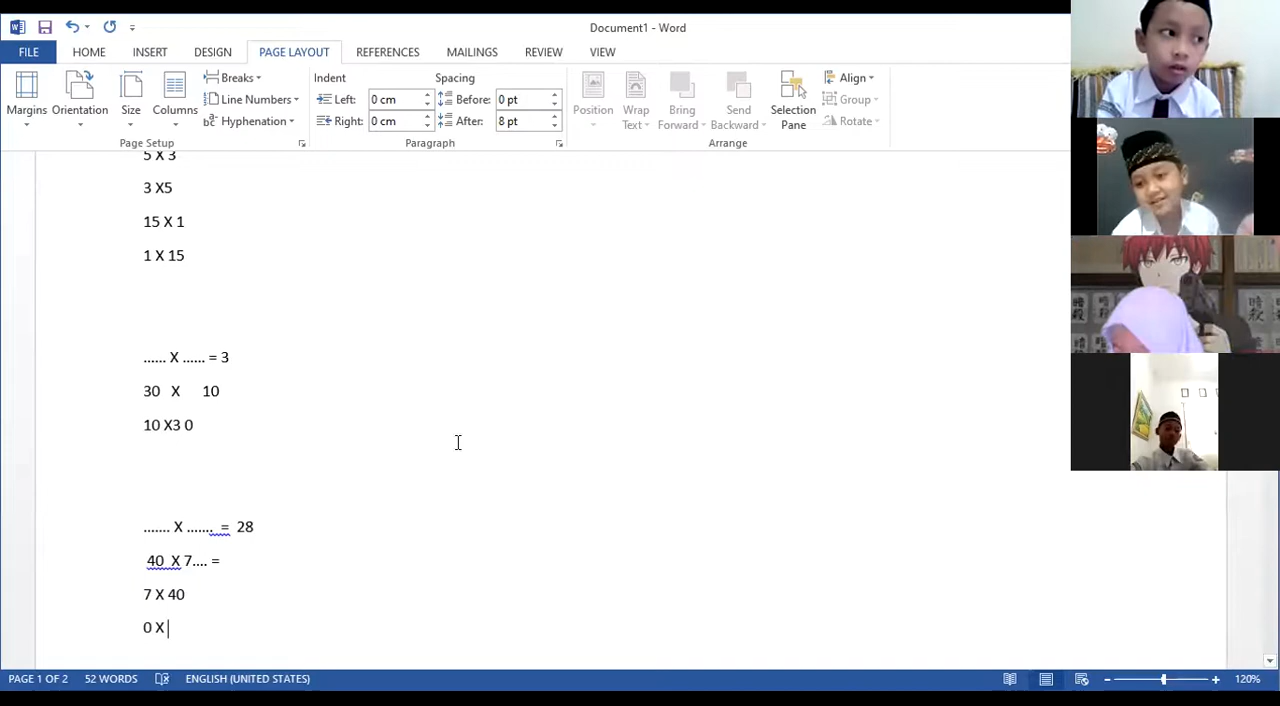 Document1 - Word
FILE HOME INSERT DESIGN PAGE LAYOUT REFERENCES MAILINGS REVIEW VIEW
Margins Orientation Size Columns
Breaks
Line Numbers
Hyphenation
Page Setup
Indent Spacing
Left: 0 cm Before: 0 pt
Right: 0 cm After: 8 pt
Paragraph
Position Wrap Text Bring Forward Send Backward Selection Pane
Align
Group
Rotate
Arrange
5 X 3
3 X5
15 X 1
1 X 15
...... X ...... = 3
30 X 10
10 X3 0
....... X ....... = 28
40 X 7.... =
7 X 40
0 X
PAGE 1 OF 2 52 WORDS ENGLISH (UNITED STATES) 120%